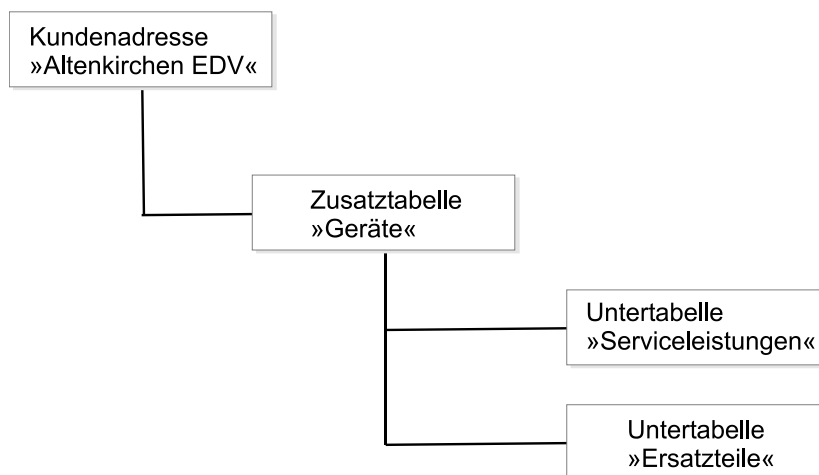 Kundenadresse
»Altenkirchen EDV«
Zusatztabelle
»Geräte«
Untertabelle
»Serviceleistungen«
Untertabelle
»Ersatzteile«